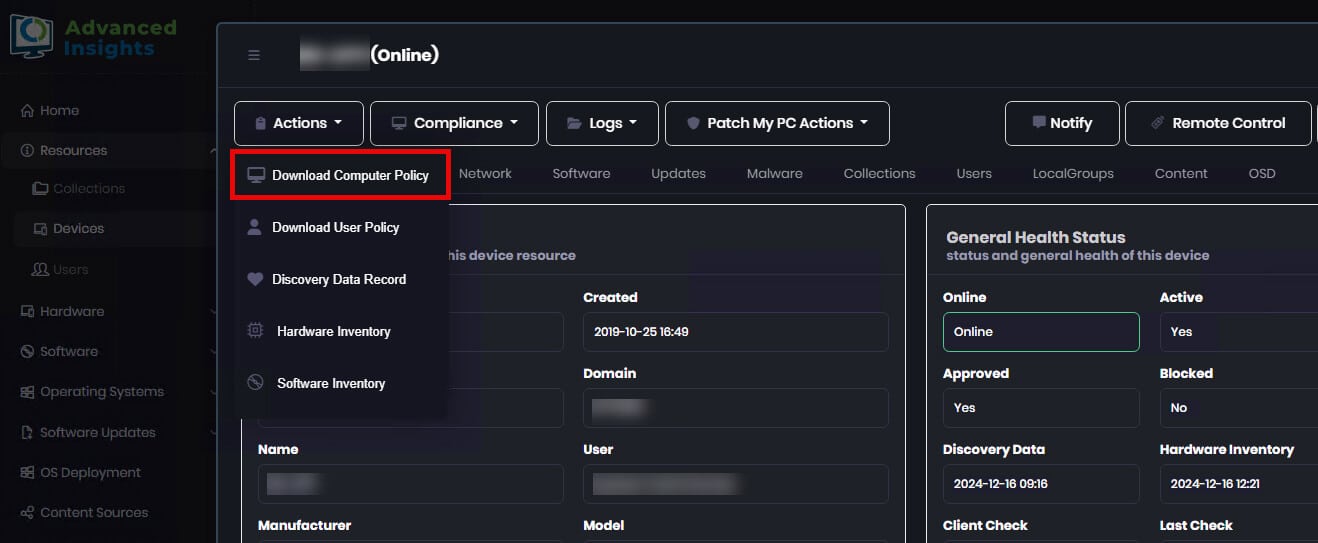 Advanced
Insights
(Online)
Actions
Compliance
Logs
Patch My PC Actions
Notify
Remote Control
Home
Resources
Collections
Devices
Users
Hardware
Software
Operating Systems
Software Updates
OS Deployment
Content Sources
Download Computer Policy
Download User Policy
Discovery Data Record
Hardware Inventory
Software Inventory
Network
Software
Updates
Malware
Collections
Users
LocalGroups
Content
OSD
this device resource
Created
2019-10-25 16:49
Domain
Name
User
Manufacturer
Model
General Health Status
status and general health of this device
Online
Active
Online
Yes
Approved
Blocked
Yes
No
Discovery Data
Hardware Inventory
2024-12-16 09:16
2024-12-16 12:21
Client Check
Last Check